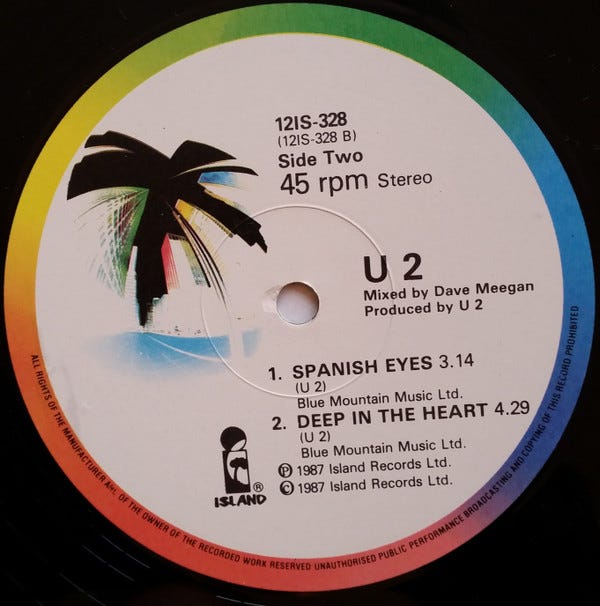 12IS-328
(12IS-328 B)
Side Two
45 rpm Stereo
U 2
Mixed by Dave Meegan
Produced by U 2
1. SPANISH EYES 3.14
(U 2)
Blue Mountain Music Ltd.
2. DEEP IN THE HEART 4.29
(U 2)
Blue Mountain Music Ltd.
Ⓟ 1987 Island Records Ltd.
© 1987 Island Records Ltd.
ISLAND ®
ALL RIGHTS OF THE MANUFACTURER AND OF THE OWNER OF THE RECORDED WORK RESERVED UNAUTHORISED PUBLIC PERFORMANCE BROADCASTING AND COPYING OF THIS RECORD PROHIBITED